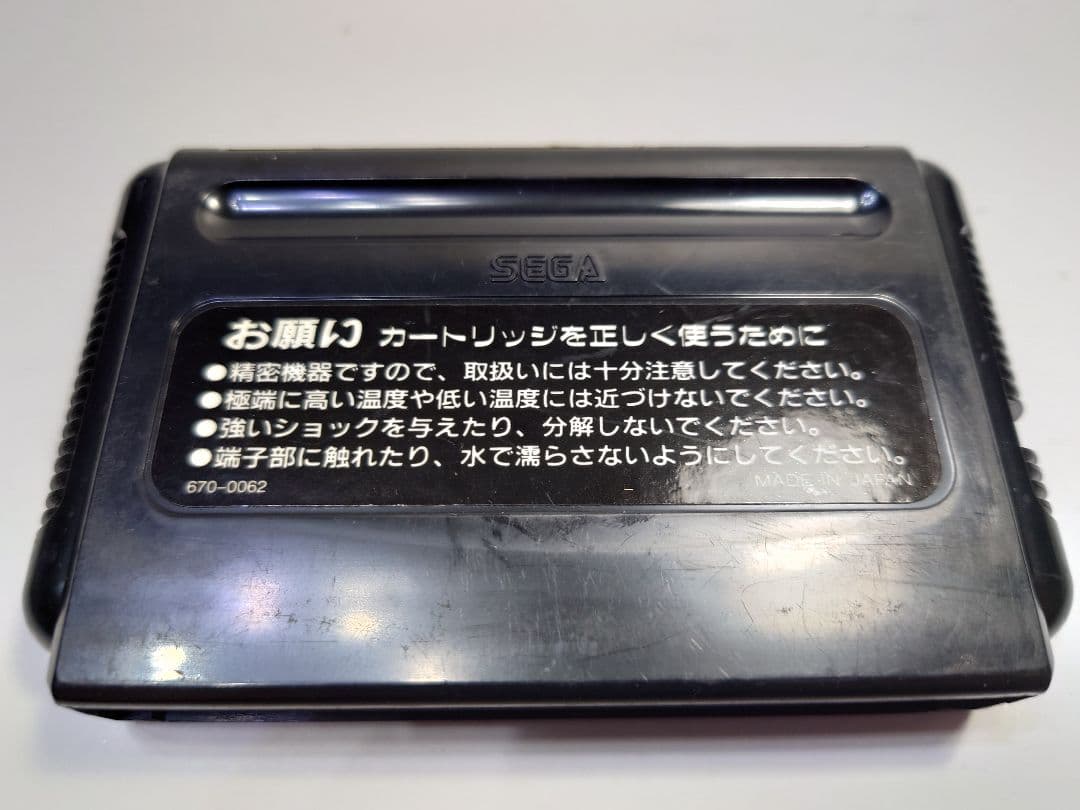 SEGA
お願い カートリッジを正しく使うために
●精密機器ですので、取扱いには十分注意してください。
●極端に高い温度や低い温度には近づけないでください。
●強いショックを与えたり、分解しないでください。
●端子部に触れたり、水で濡らさないようにしてください。
670-0062 MADE IN JAPAN